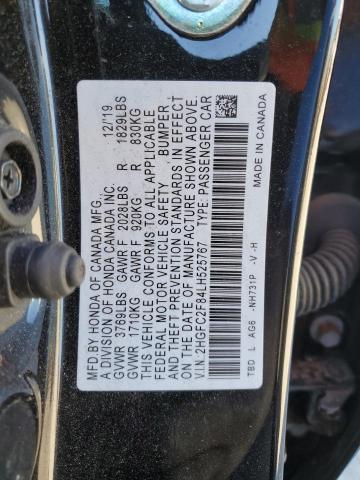 MFD BY HONDA OF CANADA MFG. 12/19
A DIVISION OF HONDA CANADA INC.
GVWR 3769LBS GAWR F 2028LBS R 1829LBS
GVWR 1710KG GAWR F 920KG R 830KG
THIS VEHICLE CONFORMS TO ALL APPLICABLE
FEDERAL MOTOR VEHICLE SAFETY, BUMPER
AND THEFT PREVENTION STANDARDS IN EFFECT
ON THE DATE OF MANUFACTURE SHOWN ABOVE.
V.I.N: 2HGFC2F84LH525767 TYPE: PASSENGER CAR
TBD L AG6 -NH731P -V -H MADE IN CANADA